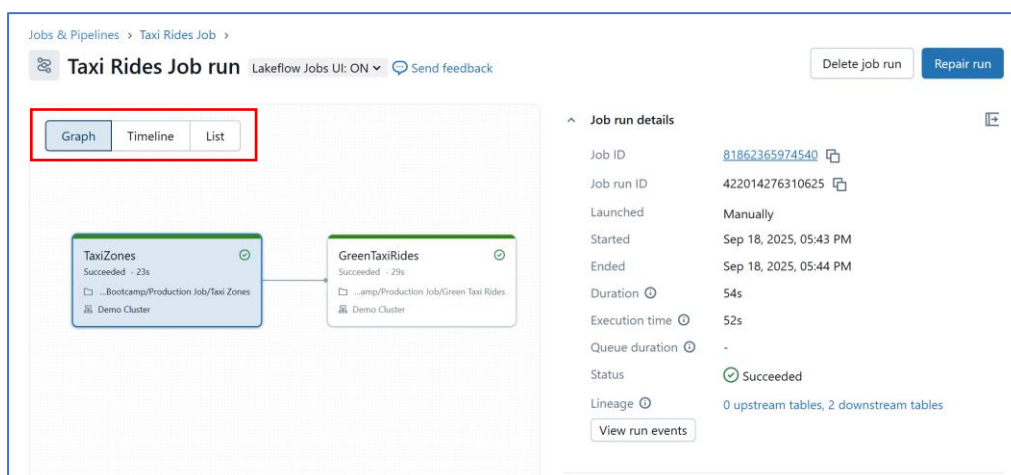 Jobs & Pipelines > Taxi Rides Job >
Taxi Rides Job run Lakeflow Jobs UI: ON Send feedback
Delete job run Repair run
Graph Timeline List
TaxiZones
Succeeded - 23s
...Bootcamp/Production Job/Taxi Zones
Demo Cluster
GreenTaxiRides
Succeeded - 29s
...amp/Production Job/Green Taxi Rides
Demo Cluster
Job run details
Job ID 81862365974540
Job run ID 422014276310625
Launched Manually
Started Sep 18, 2025, 05:43 PM
Ended Sep 18, 2025, 05:44 PM
Duration 54s
Execution time 52s
Queue duration -
Status Succeeded
Lineage 0 upstream tables, 2 downstream tables
View run events